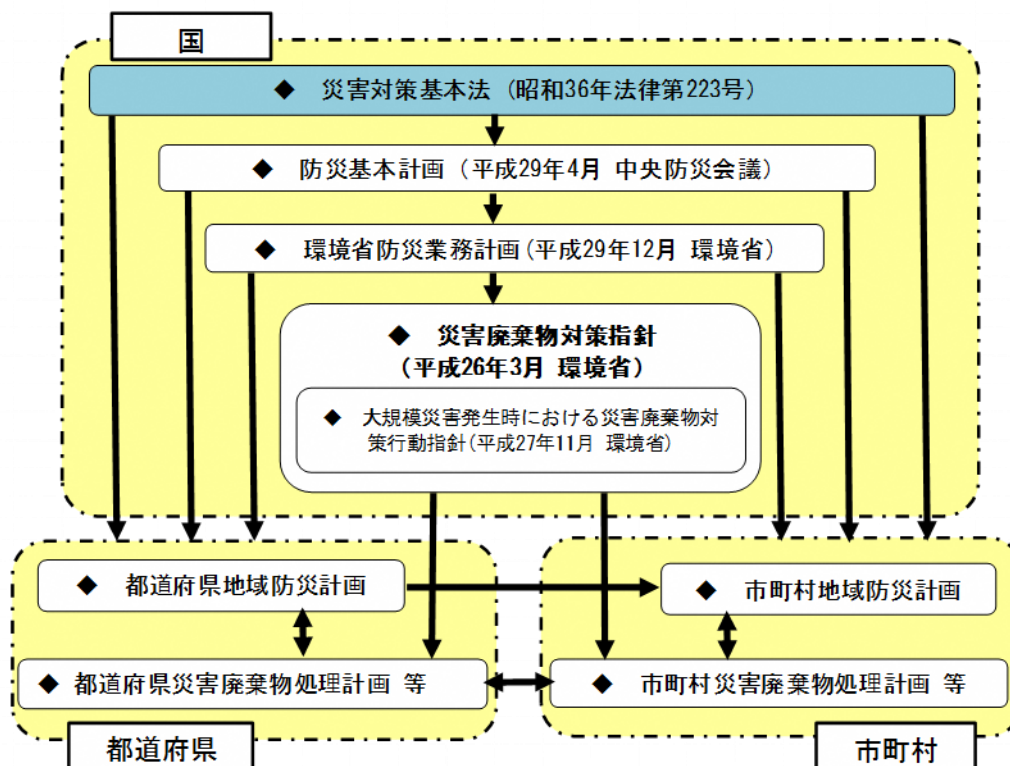 国
◆ 災害対策基本法 (昭和36年法律第223号)
◆ 防災基本計画 (平成29年4月 中央防災会議)
◆ 環境省防災業務計画(平成29年12月 環境省)
◆ 災害廃棄物対策指針
(平成26年3月 環境省)
◆ 大規模災害発生時における災害廃棄物対
策行動指針(平成27年11月 環境省)
◆ 都道府県地域防災計画
◆ 市町村地域防災計画
◆ 都道府県災害廃棄物処理計画 等
◆ 市町村災害廃棄物処理計画 等
都道府県
市町村